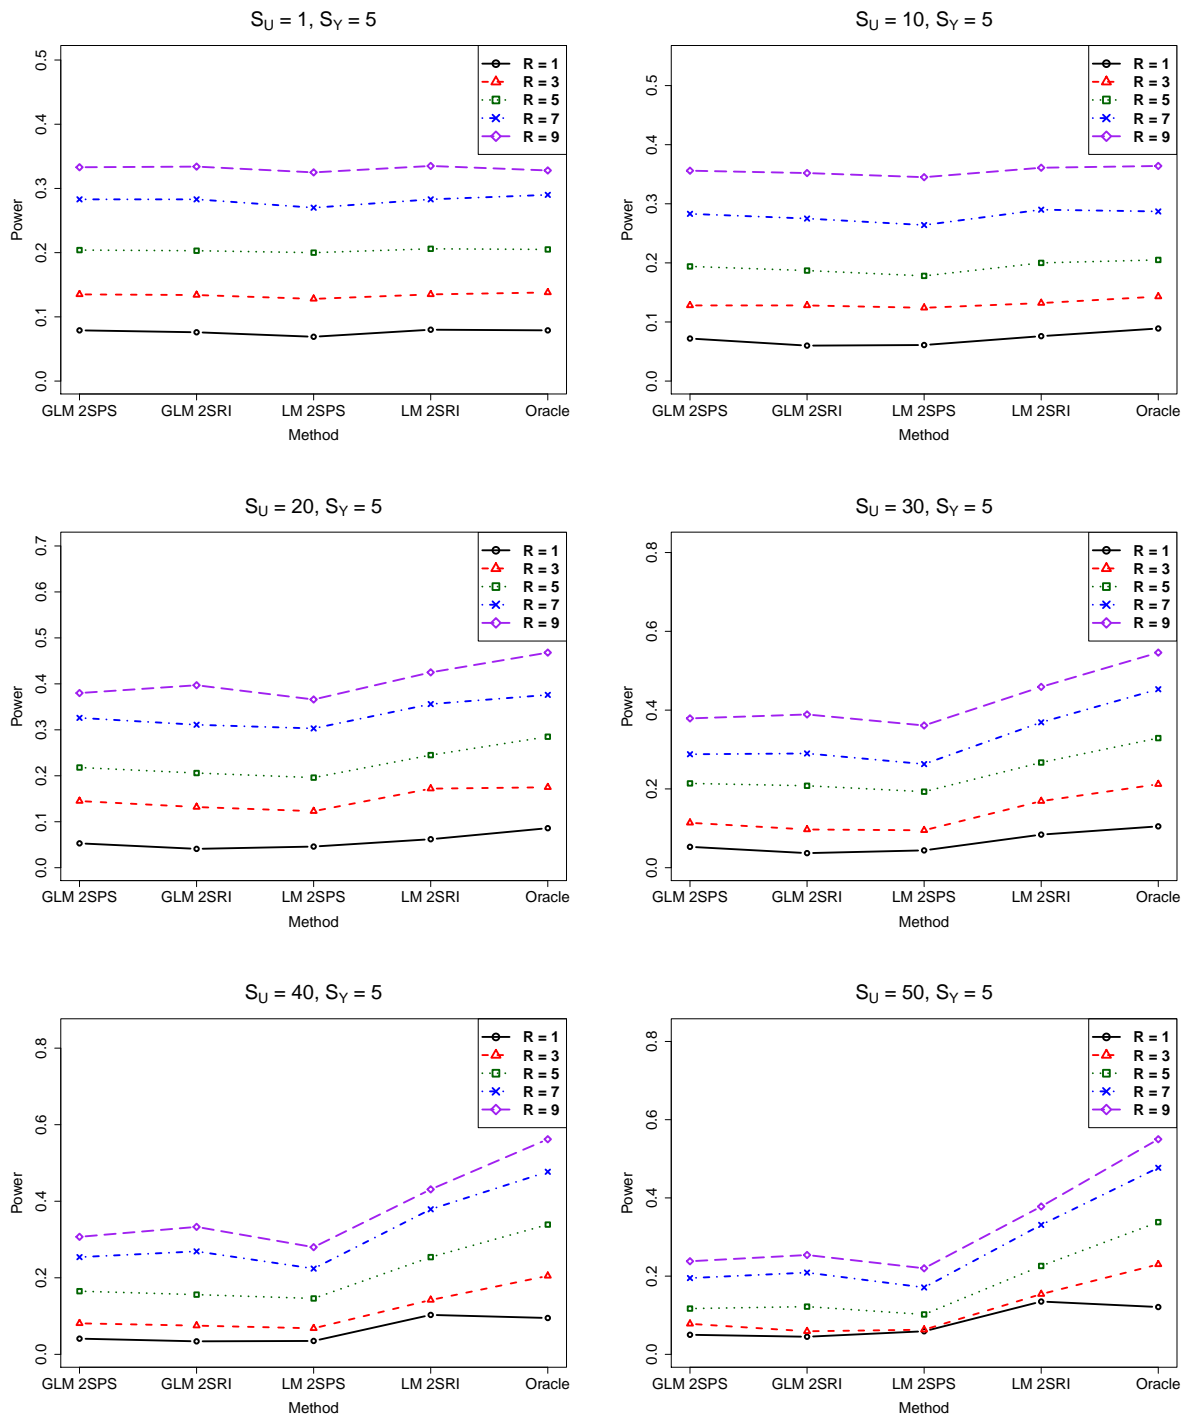 S_U = 1, S_Y = 5
R = 1
R = 3
R = 5
R = 7
R = 9
Power
0.0
0.1
0.2
0.3
0.4
0.5
GLM 2SPS
GLM 2SRI
LM 2SPS
LM 2SRI
Oracle
Method
S_U = 10, S_Y = 5
R = 1
R = 3
R = 5
R = 7
R = 9
Power
0.0
0.1
0.2
0.3
0.4
0.5
GLM 2SPS
GLM 2SRI
LM 2SPS
LM 2SRI
Oracle
Method
S_U = 20, S_Y = 5
R = 1
R = 3
R = 5
R = 7
R = 9
Power
0.0
0.1
0.2
0.3
0.4
0.5
0.6
0.7
GLM 2SPS
GLM 2SRI
LM 2SPS
LM 2SRI
Oracle
Method
S_U = 30, S_Y = 5
R = 1
R = 3
R = 5
R = 7
R = 9
Power
0.0
0.2
0.4
0.6
0.8
GLM 2SPS
GLM 2SRI
LM 2SPS
LM 2SRI
Oracle
Method
S_U = 40, S_Y = 5
R = 1
R = 3
R = 5
R = 7
R = 9
Power
0.0
0.2
0.4
0.6
0.8
GLM 2SPS
GLM 2SRI
LM 2SPS
LM 2SRI
Oracle
Method
S_U = 50, S_Y = 5
R = 1
R = 3
R = 5
R = 7
R = 9
Power
0.0
0.2
0.4
0.6
0.8
GLM 2SPS
GLM 2SRI
LM 2SPS
LM 2SRI
Oracle
Method